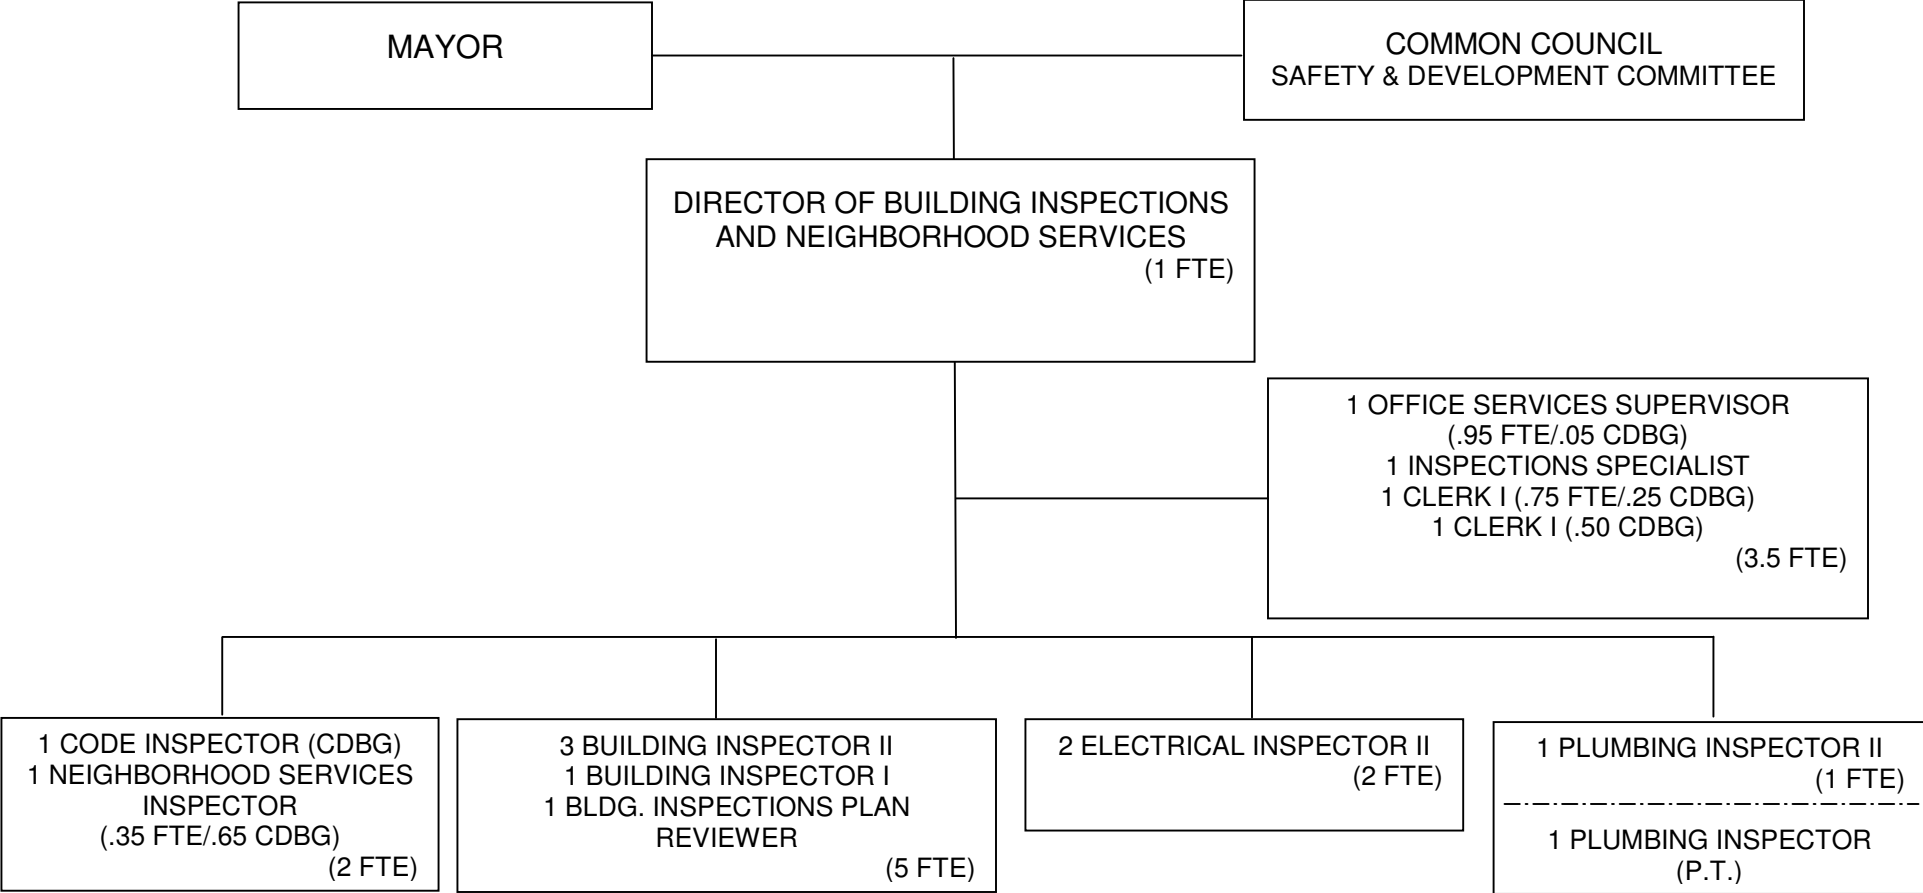 MAYOR
COMMON COUNCIL
SAFETY & DEVELOPMENT COMMITTEE
DIRECTOR OF BUILDING INSPECTIONS
AND NEIGHBORHOOD SERVICES
(1 FTE)
1 OFFICE SERVICES SUPERVISOR
(.95 FTE/.05 CDBG)
1 INSPECTIONS SPECIALIST
1 CLERK I (.75 FTE/.25 CDBG)
1 CLERK I (.50 CDBG)
(3.5 FTE)
1 CODE INSPECTOR (CDBG)
1 NEIGHBORHOOD SERVICES
INSPECTOR
(.35 FTE/.65 CDBG)
(2 FTE)
3 BUILDING INSPECTOR II
1 BUILDING INSPECTOR I
1 BLDG. INSPECTIONS PLAN
REVIEWER
(5 FTE)
2 ELECTRICAL INSPECTOR II
(2 FTE)
1 PLUMBING INSPECTOR II
(1 FTE)
1 PLUMBING INSPECTOR
(P.T.)